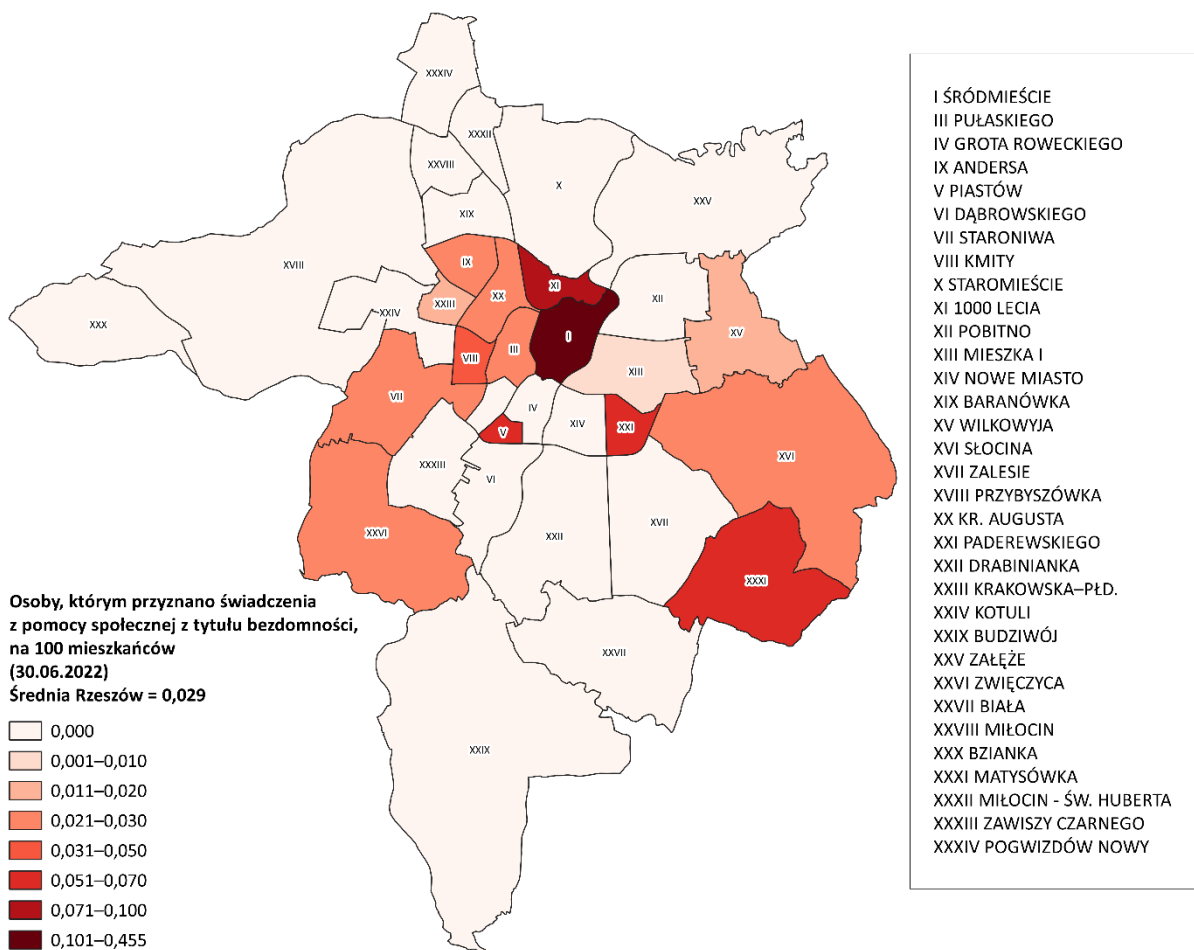 XXXIV
XXXII
XXVIII
X
XXV
XIX
XVIII
IX
XI
XX
XII
XXIII
XXIV
XXX
I
XV
VIII
III
XIII
VII
IV
XIV
XXI
V
XVI
XXXIII
VI
XVII
XXVI
XXII
XXXI
XXVII
XXIX
Osoby, którym przyznano świadczenia
z pomocy społecznej z tytułu bezdomności,
na 100 mieszkańców
(30.06.2022)
Średnia Rzeszów = 0,029
0,000
0,001–0,010
0,011–0,020
0,021–0,030
0,031–0,050
0,051–0,070
0,071–0,100
0,101–0,455
I ŚRÓDMIEŚCIE
III PUŁASKIEGO
IV GROTA ROWECKIEGO
IX ANDERSA
V PIASTÓW
VI DĄBROWSKIEGO
VII STARONIWA
VIII KMITY
X STAROMIEŚCIE
XI 1000 LECIA
XII POBITNO
XIII MIESZKA I
XIV NOWE MIASTO
XIX BARANÓWKA
XV WILKOWYJA
XVI SŁOCINA
XVII ZALESIE
XVIII PRZYBYSZÓWKA
XX KR. AUGUSTA
XXI PADEREWSKIEGO
XXII DRABINIANKA
XXIII KRAKOWSKA–PŁD.
XXIV KOTULI
XXIX BUDZIWÓJ
XXV ZAŁĘŻE
XXVI ZWIĘCZYCA
XXVII BIAŁA
XXVIII MIŁOCIN
XXX BZIANKA
XXXI MATYSÓWKA
XXXII MIŁOCIN - ŚW. HUBERTA
XXXIII ZAWISZY CZARNEGO
XXXIV POGWIZDÓW NOWY